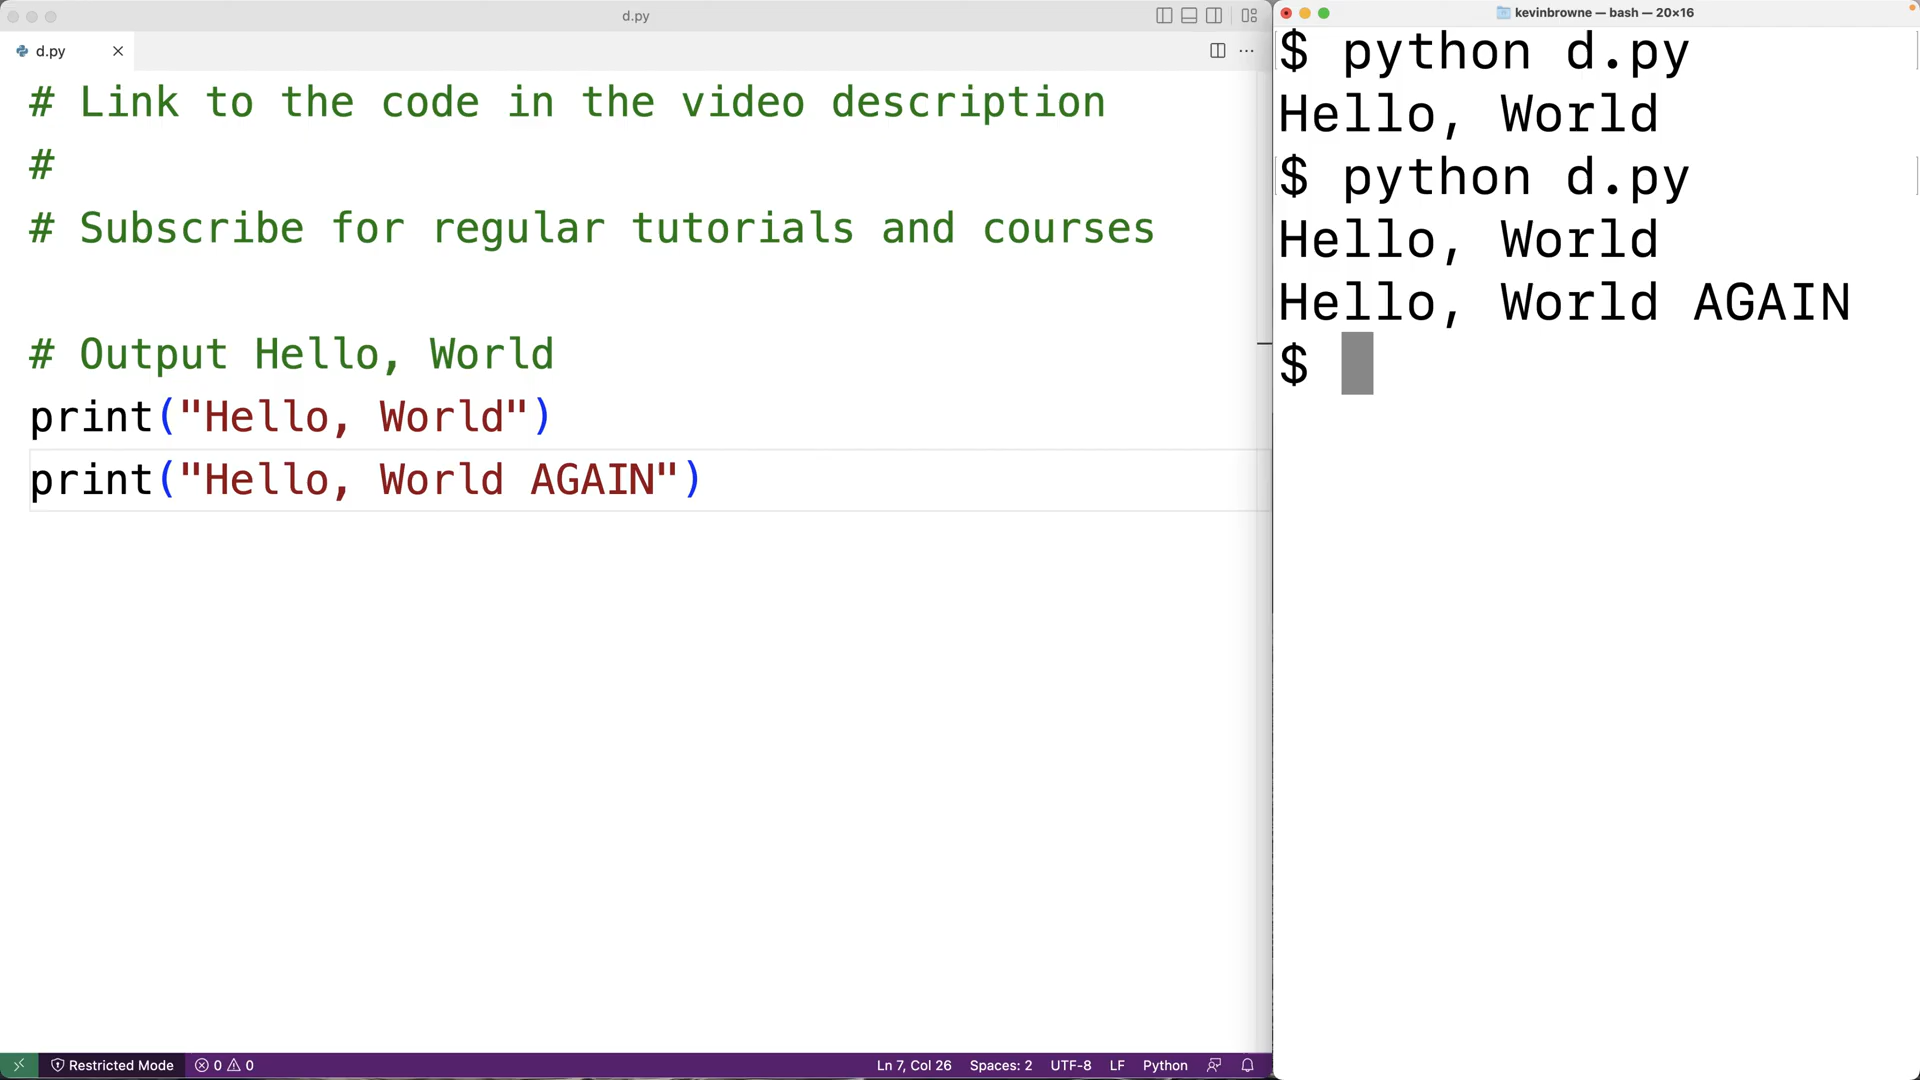 d.py
d.py
# Link to the code in the video description
#
# Subscribe for regular tutorials and courses
# Output Hello, World
print("Hello, World")
print("Hello, World AGAIN")
Restricted Mode
0 0
Ln 7, Col 26
Spaces: 2
UTF-8
LF
Python
kevinbrowne — bash — 20×16
$ python d.py
Hello, World
$ python d.py
Hello, World
Hello, World AGAIN
$